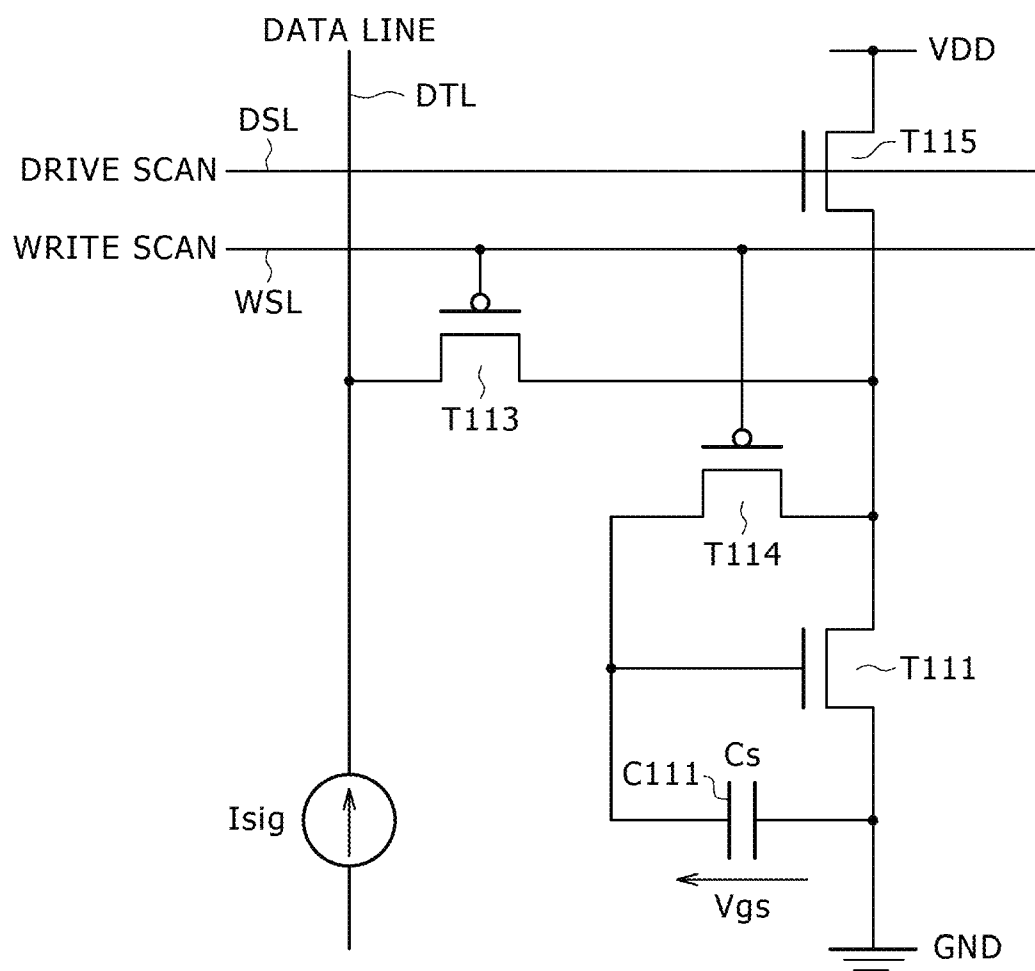 DATA LINE
VDD
DTL
DSL
T115
DRIVE SCAN
WRITE SCAN
WSL
T113
T114
T111
Cs
C111
Isig
Vgs
GND